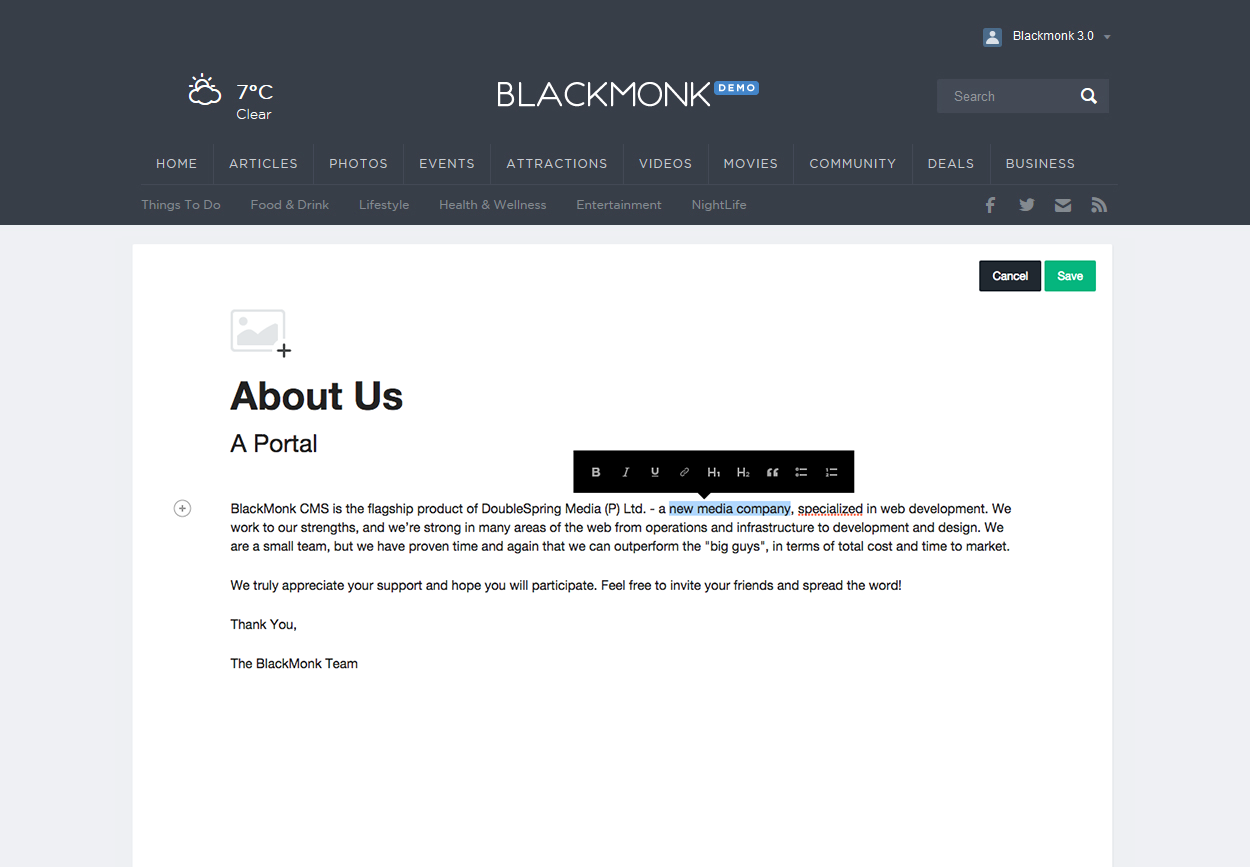 Blackmonk 3.0
7°C
Clear
BLACKMONK DEMO
Search
HOME ARTICLES PHOTOS EVENTS ATTRACTIONS VIDEOS MOVIES COMMUNITY DEALS BUSINESS
Things To Do Food & Drink Lifestyle Health & Wellness Entertainment NightLife
Cancel Save
About Us
A Portal
B I U H1 H2
BlackMonk CMS is the flagship product of DoubleSpring Media (P) Ltd. - a new media company, specialized in web development. We
work to our strengths, and we're strong in many areas of the web from operations and infrastructure to development and design. We
are a small team, but we have proven time and again that we can outperform the "big guys", in terms of total cost and time to market.
We truly appreciate your support and hope you will participate. Feel free to invite your friends and spread the word!
Thank You,
The BlackMonk Team